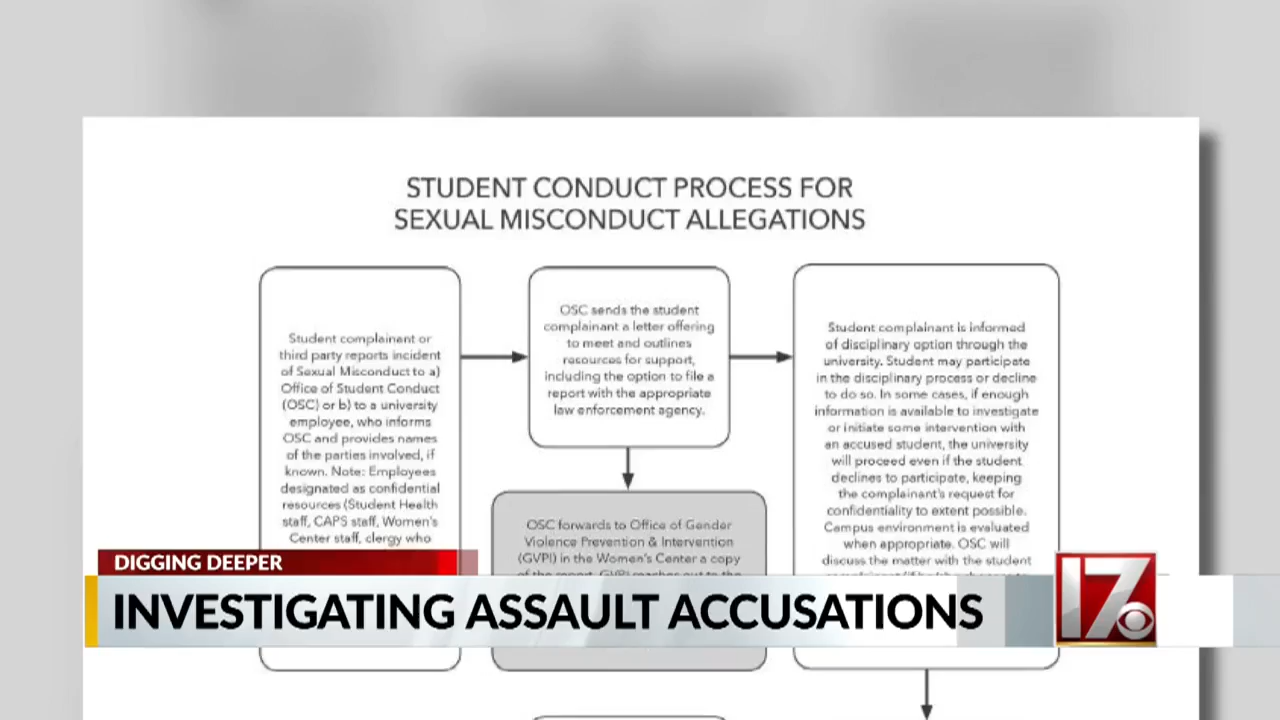 STUDENT CONDUCT PROCESS FOR
SEXUAL MISCONDUCT ALLEGATIONS
Student complainant or
third party reports incident
of Sexual Misconduct to a)
Office of Student Conduct
(OSC) or b) to a university
employee, who informs
OSC and provides names
of the parties involved, if
known. Note: Employees
designated as confidential
resources (Student Health
staff, CAPS staff, Women's
Center staff, clergy who
OSC sends the student
complainant a letter offering
to meet and outlines
resources for support,
including the option to file a
report with the appropriate
law enforcement agency.
OSC forwards to Office of Gender
Violence Prevention & Intervention
(GVPI) in the Women's Center a copy
Student complainant is informed
of disciplinary option through the
university. Student may participate
in the disciplinary process or decline
to do so. In some cases, if enough
information is available to investigate
or initiate some intervention with
an accused student, the university
will proceed even if the student
declines to participate, keeping
the complainant's request for
confidentiality to extent possible.
Campus environment is evaluated
when appropriate. OSC will
discuss the matter with the student
DIGGING DEEPER
INVESTIGATING ASSAULT ACCUSATIONS
17